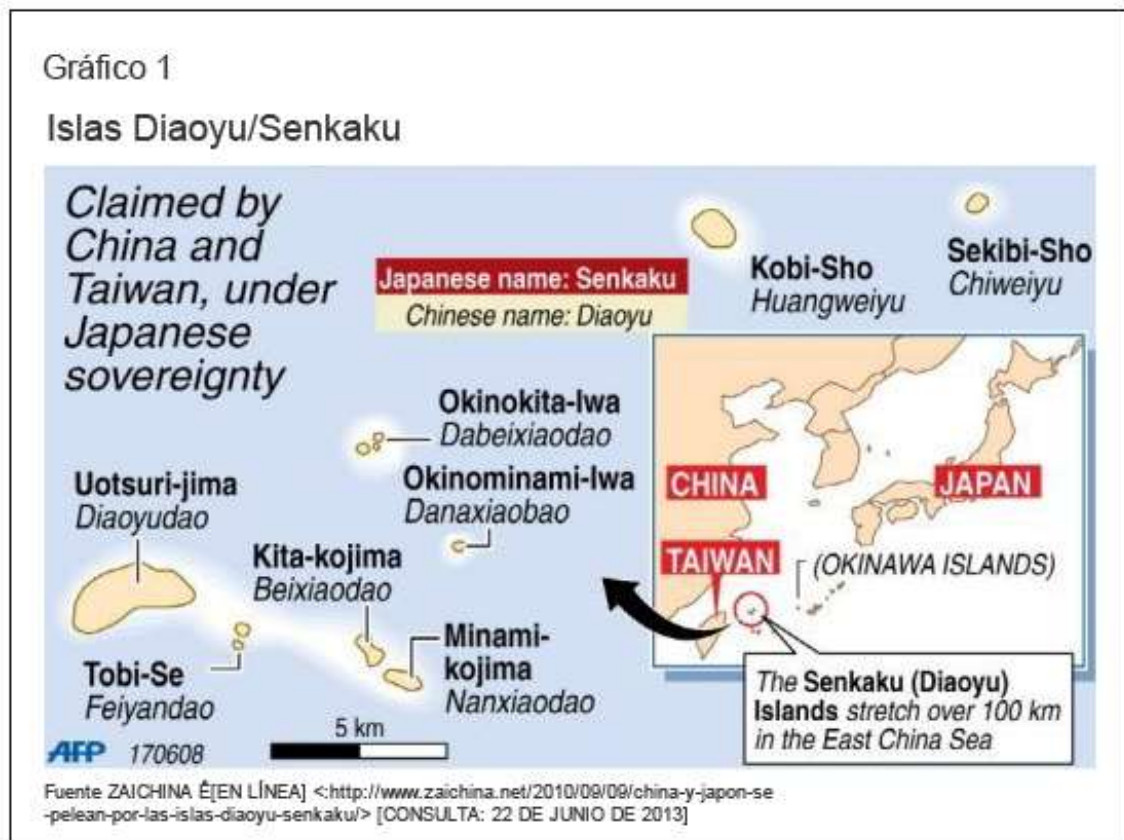 Gráfico 1
Islas Diaoyu/Senkaku
Claimed by
China and
Taiwan, under
Japanese
sovereignty
Japanese name: Senkaku
Chinese name: Diaoyu
Kobi-Sho
Huangweiyu
Sekibi-Sho
Chiweiyu
Okinokita-Iwa
Dabeixiaodao
Okinominami-Iwa
Danaxiaobao
Uotsuri-jima
Diaoyudao
Kita-kojima
Beixiaodao
Tobi-Se
Feiyandao
Minami-
kojima
Nanxiaodao
CHINA
JAPAN
TAIWAN
(OKINAWA ISLANDS)
The Senkaku (Diaoyu)
Islands stretch over 100 km
in the East China Sea
5 km
AFP 170608
Fuente ZAICHINA Ê[EN LÍNEA] <:http://www.zaichina.net/2010/09/09/china-y-japon-se
-pelean-por-las-islas-diaoyu-senkaku/> [CONSULTA: 22 DE JUNIO DE 2013]